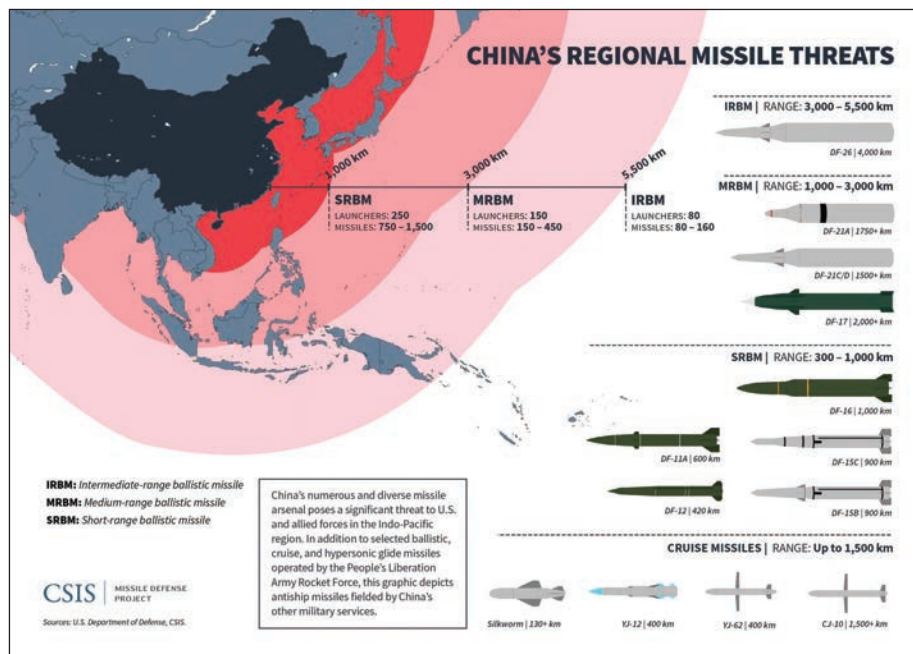 CHINA'S REGIONAL MISSILE THREATS
IRBM | RANGE: 3,000 – 5,500 km
DF-26 | 4,000 km
MRBM | RANGE: 1,000 – 3,000 km
DF-21A | 1750+ km
DF-21C/D | 1500+ km
DF-17 | 2,000+ km
1,000 km
3,000 km
5,500 km
SRBM
LAUNCHERS: 250
MISSILES: 750 – 1,500
MRBM
LAUNCHERS: 150
MISSILES: 150 – 450
IRBM
LAUNCHERS: 80
MISSILES: 80 – 160
SRBM | RANGE: 300 – 1,000 km
DF-16 | 1,000 km
DF-11A | 600 km
DF-15C | 900 km
DF-12 | 420 km
DF-15B | 900 km
CRUISE MISSILES | RANGE: Up to 1,500 km
Silkworm | 130+ km
YJ-12 | 400 km
YJ-62 | 400 km
CJ-10 | 1,500+ km
IRBM: Intermediate-range ballistic missile
MRBM: Medium-range ballistic missile
SRBM: Short-range ballistic missile
China's numerous and diverse missile
arsenal poses a significant threat to U.S.
and allied forces in the Indo-Pacific
region. In addition to selected ballistic,
cruise, and hypersonic glide missiles
operated by the People's Liberation
Army Rocket Force, this graphic depicts
antiship missiles fielded by China's
other military services.
CSIS | MISSILE DEFENSE
PROJECT
Sources: U.S. Department of Defense, CSIS.